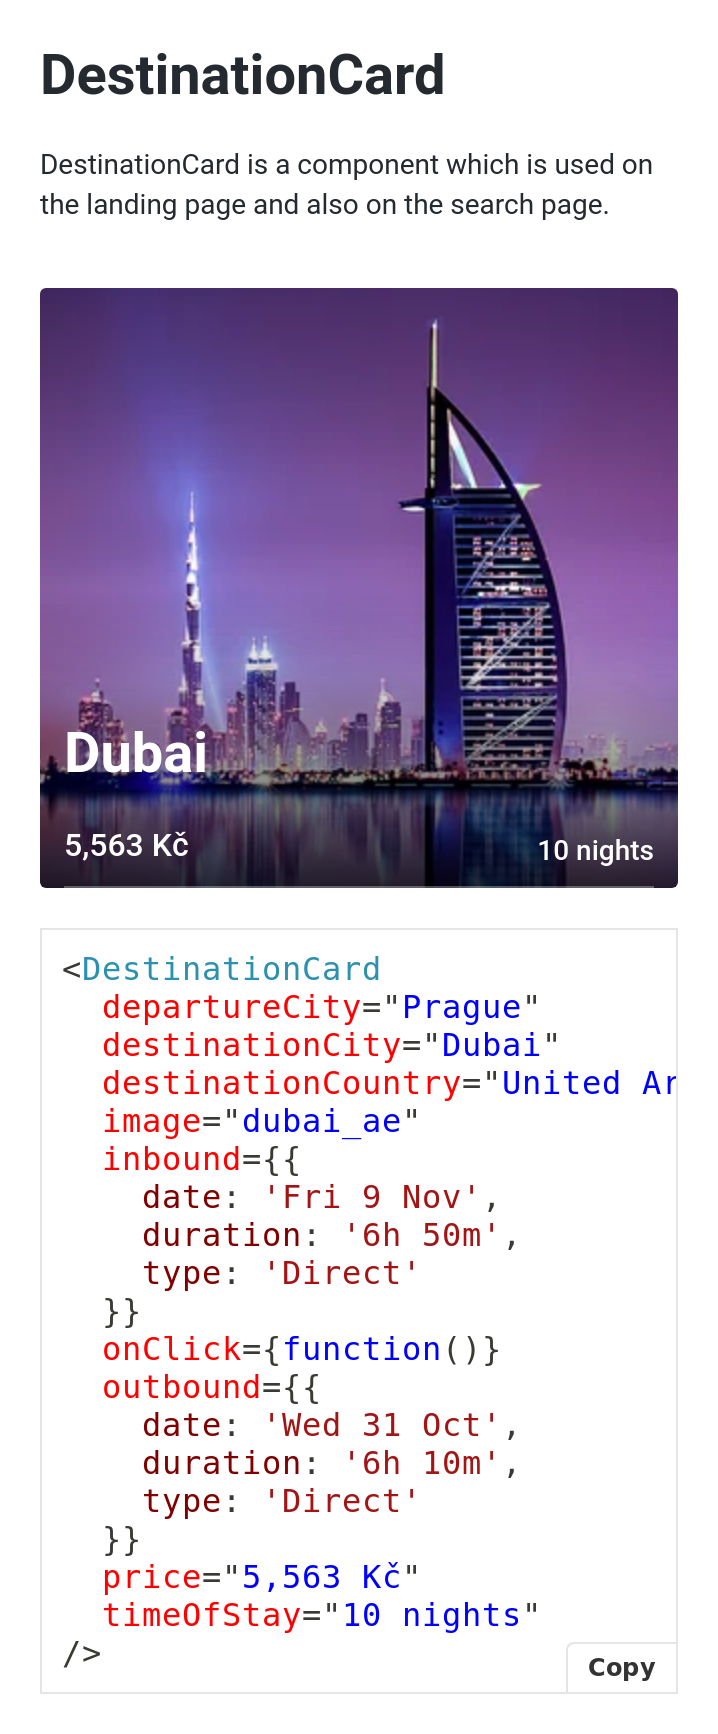 DestinationCard
DestinationCard is a component which is used on
the landing page and also on the search page.
Dubai
5,563 Kč
10 nights
<DestinationCard
  departureCity="Prague"
  destinationCity="Dubai"
  destinationCountry="United Ar
  image="dubai_ae"
  inbound={{
    date: 'Fri 9 Nov',
    duration: '6h 50m',
    type: 'Direct'
  }}
  onClick={function()}
  outbound={{
    date: 'Wed 31 Oct',
    duration: '6h 10m',
    type: 'Direct'
  }}
  price="5,563 Kč"
  timeOfStay="10 nights"
/>
Copy